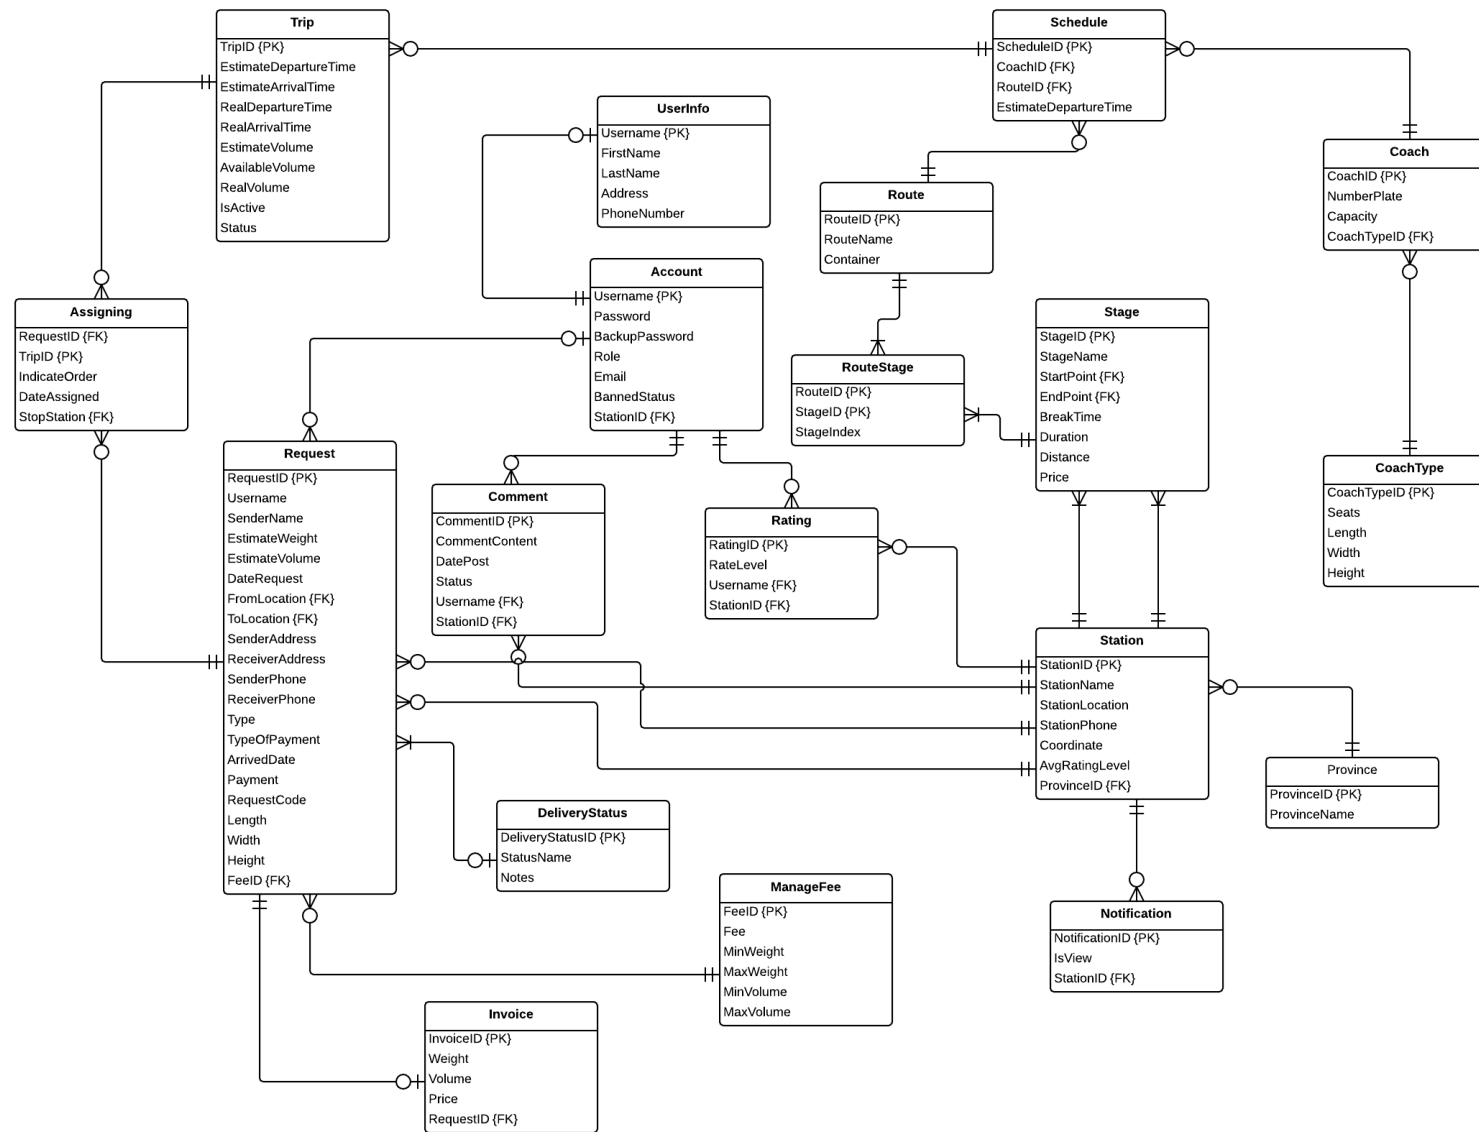 Trip
TripID {PK}
EstimateDepartureTime
EstimateArrivalTime
RealDepartureTime
RealArrivalTime
EstimateVolume
AvailableVolume
RealVolume
IsActive
Status
Schedule
ScheduleID {PK}
CoachID {FK}
RouteID {FK}
EstimateDepartureTime
UserInfo
Username {PK}
FirstName
LastName
Address
PhoneNumber
Coach
CoachID {PK}
NumberPlate
Capacity
CoachTypeID {FK}
Route
RouteID {PK}
RouteName
Container
Account
Username {PK}
Password
BackupPassword
Role
Email
BannedStatus
StationID {FK}
Assigning
RequestID {FK}
TripID {PK}
IndicateOrder
DateAssigned
StopStation {FK}
Stage
StageID {PK}
StageName
StartPoint {FK}
EndPoint {FK}
BreakTime
Duration
Distance
Price
RouteStage
RouteID {PK}
StageID {PK}
StageIndex
Request
RequestID {PK}
Username
SenderName
EstimateWeight
EstimateVolume
DateRequest
FromLocation {FK}
ToLocation {FK}
SenderAddress
ReceiverAddress
SenderPhone
ReceiverPhone
Type
TypeOfPayment
ArrivedDate
Payment
RequestCode
Length
Width
Height
FeeID {FK}
CoachType
CoachTypeID {PK}
Seats
Length
Width
Height
Comment
CommentID {PK}
CommentContent
DatePost
Status
Username {FK}
StationID {FK}
Rating
RatingID {PK}
RateLevel
Username {FK}
StationID {FK}
Station
StationID {PK}
StationName
StationLocation
StationPhone
Coordinate
AvgRatingLevel
ProvinceID {FK}
Province
ProvinceID {PK}
ProvinceName
DeliveryStatus
DeliveryStatusID {PK}
StatusName
Notes
ManageFee
FeeID {PK}
Fee
MinWeight
MaxWeight
MinVolume
MaxVolume
Notification
NotificationID {PK}
IsView
StationID {FK}
Invoice
InvoiceID {PK}
Weight
Volume
Price
RequestID {FK}